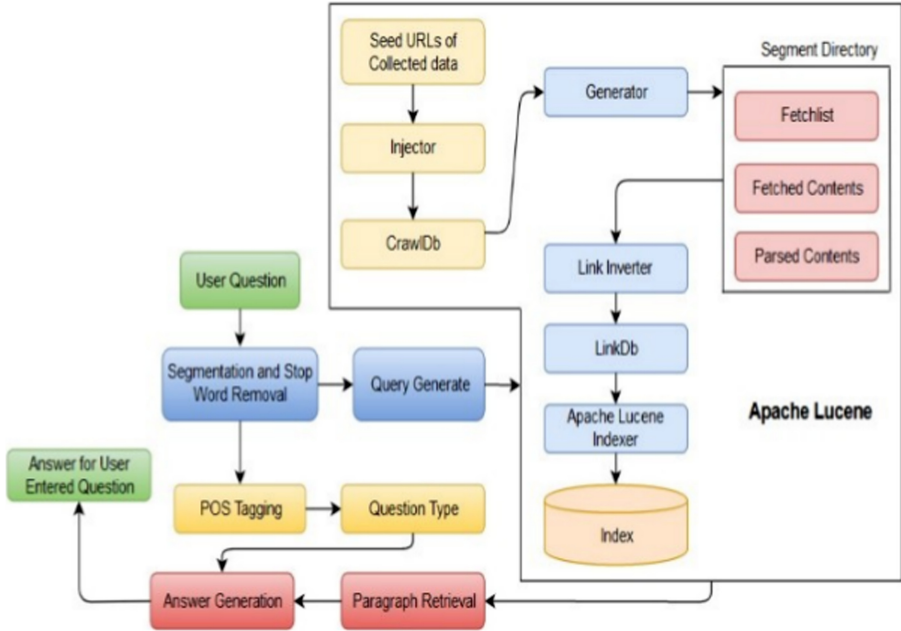 Seed URLs of
Collected data
Injector
CrawlDb
Generator
Segment Directory
Fetchlist
Fetched Contents
Parsed Contents
Link Inverter
LinkDb
Apache Lucene
Indexer
Index
Apache Lucene
User Question
Segmentation and Stop
Word Removal
Query Generate
POS Tagging
Question Type
Answer for User
Entered Question
Answer Generation
Paragraph Retrieval